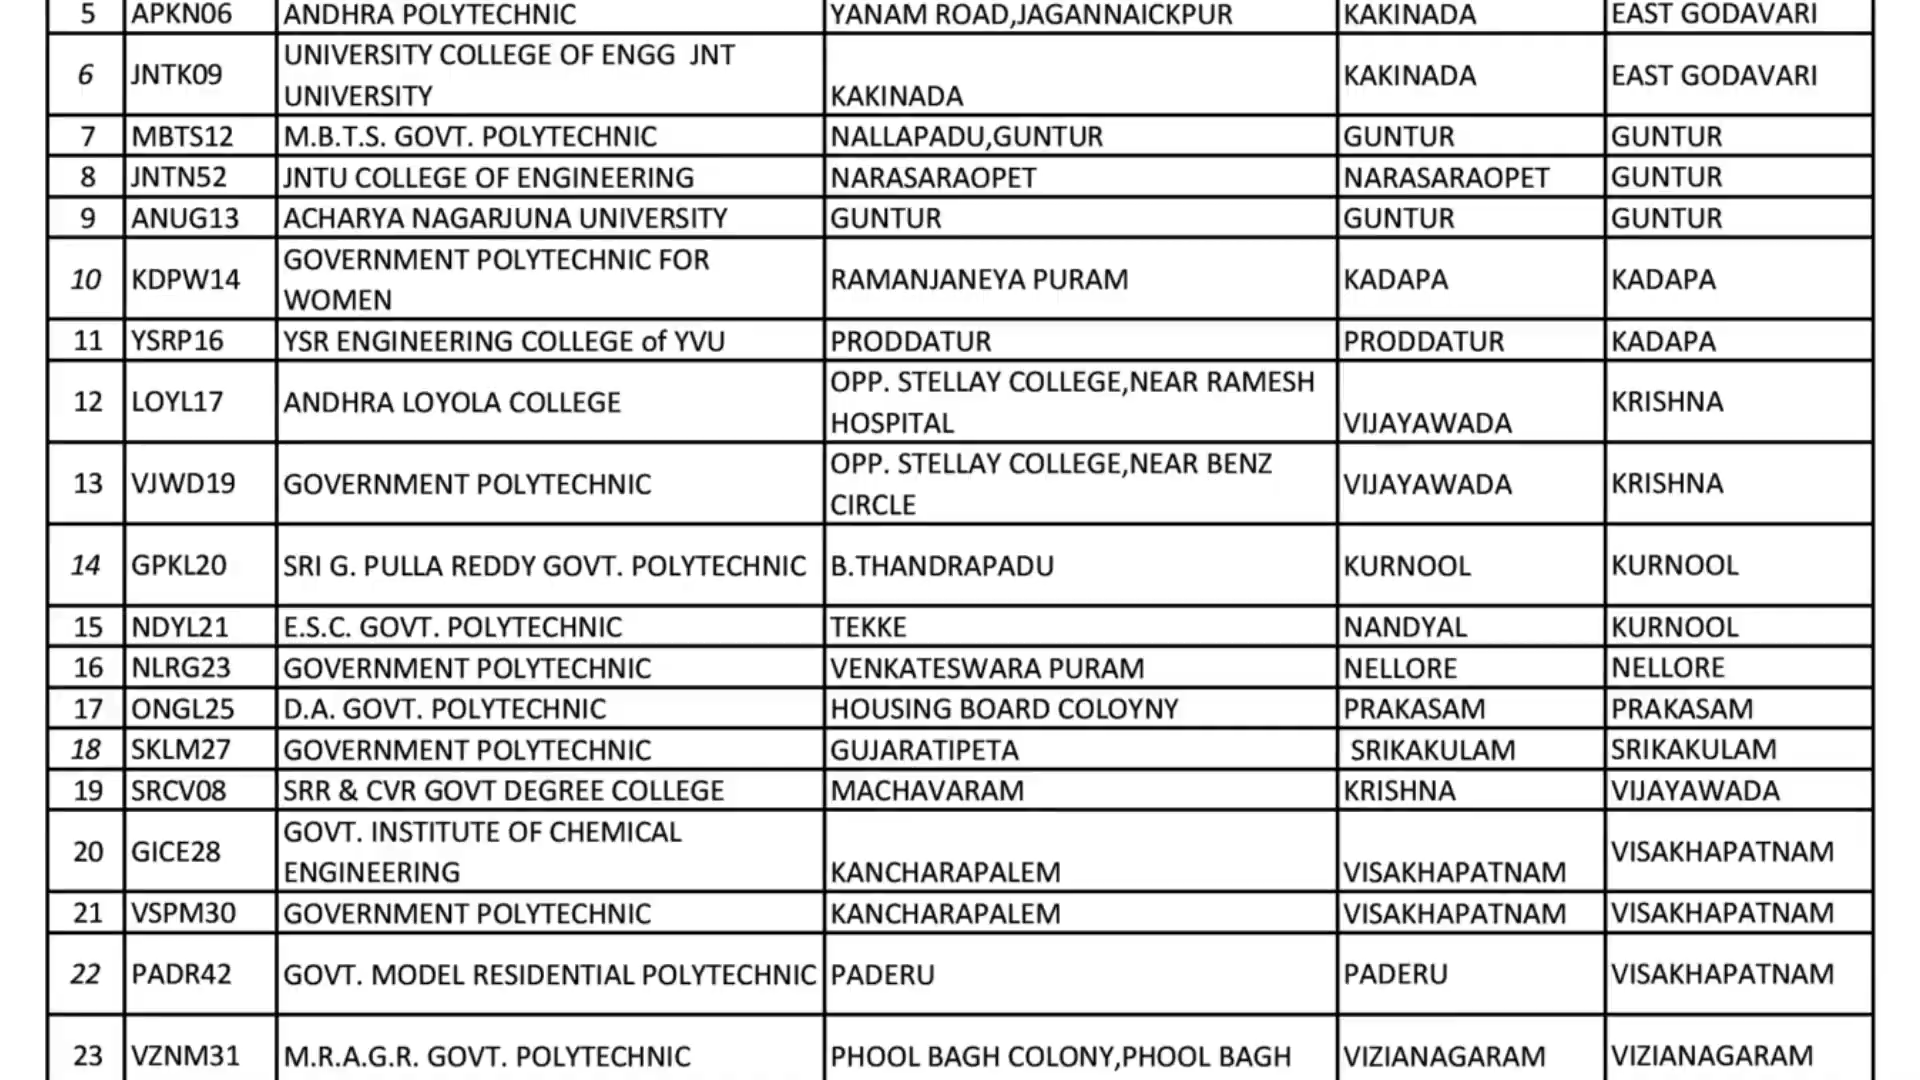 5 APKN06 ANDHRA POLYTECHNIC YANAM ROAD,JAGANNAICKPUR KAKINADA EAST GODAVARI
6 JNTK09 UNIVERSITY COLLEGE OF ENGG JNT UNIVERSITY KAKINADA KAKINADA EAST GODAVARI
7 MBTS12 M.B.T.S. GOVT. POLYTECHNIC NALLAPADU,GUNTUR GUNTUR GUNTUR
8 JNTN52 JNTU COLLEGE OF ENGINEERING NARASARAOPET NARASARAOPET GUNTUR
9 ANUG13 ACHARYA NAGARJUNA UNIVERSITY GUNTUR GUNTUR GUNTUR
10 KDPW14 GOVERNMENT POLYTECHNIC FOR WOMEN RAMANJANEYA PURAM KADAPA KADAPA
11 YSRP16 YSR ENGINEERING COLLEGE of YVU PRODDATUR PRODDATUR KADAPA
12 LOYL17 ANDHRA LOYOLA COLLEGE OPP. STELLAY COLLEGE,NEAR RAMESH HOSPITAL VIJAYAWADA KRISHNA
13 VJWD19 GOVERNMENT POLYTECHNIC OPP. STELLAY COLLEGE,NEAR BENZ CIRCLE VIJAYAWADA KRISHNA
14 GPKL20 SRI G. PULLA REDDY GOVT. POLYTECHNIC B.THANDRAPADU KURNOOL KURNOOL
15 NDYL21 E.S.C. GOVT. POLYTECHNIC TEKKE NANDYAL KURNOOL
16 NLRG23 GOVERNMENT POLYTECHNIC VENKATESWARA PURAM NELLORE NELLORE
17 ONGL25 D.A. GOVT. POLYTECHNIC HOUSING BOARD COLOYNY PRAKASAM PRAKASAM
18 SKLM27 GOVERNMENT POLYTECHNIC GUJARATIPETA SRIKAKULAM SRIKAKULAM
19 SRCV08 SRR & CVR GOVT DEGREE COLLEGE MACHAVARAM KRISHNA VIJAYAWADA
20 GICE28 GOVT. INSTITUTE OF CHEMICAL ENGINEERING KANCHARAPALEM VISAKHAPATNAM VISAKHAPATNAM
21 VSPM30 GOVERNMENT POLYTECHNIC KANCHARAPALEM VISAKHAPATNAM VISAKHAPATNAM
22 PADR42 GOVT. MODEL RESIDENTIAL POLYTECHNIC PADERU PADERU VISAKHAPATNAM
23 VZNM31 M.R.A.G.R. GOVT. POLYTECHNIC PHOOL BAGH COLONY,PHOOL BAGH VIZIANAGARAM VIZIANAGARAM